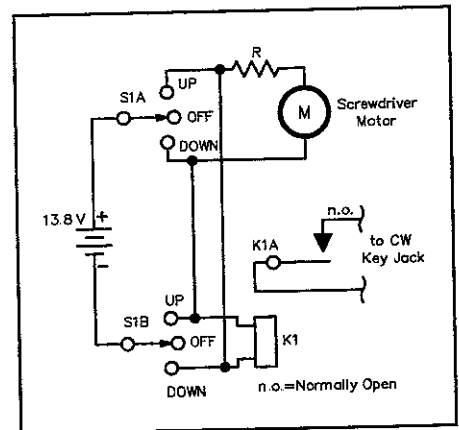 R
UP
S1A
OFF
M
Screwdriver
Motor
DOWN
13.8 V
+
-
n.o.
K1A
to CW
Key Jack
UP
S1B
OFF
K1
DOWN
n.o.=Normally Open